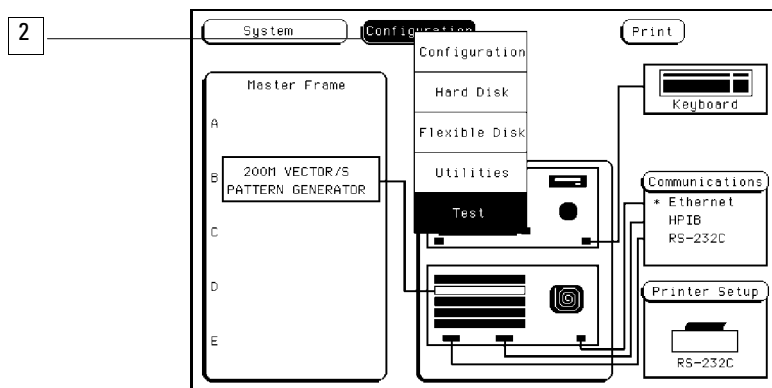 2
System
Configuration
Print
Configuration
Hard Disk
Flexible Disk
Utilities
Test
Master Frame
A
B
200M VECTOR/S
PATTERN GENERATOR
C
D
E
Keyboard
Communications
* Ethernet
HPIB
RS-232C
Printer Setup
RS-232C